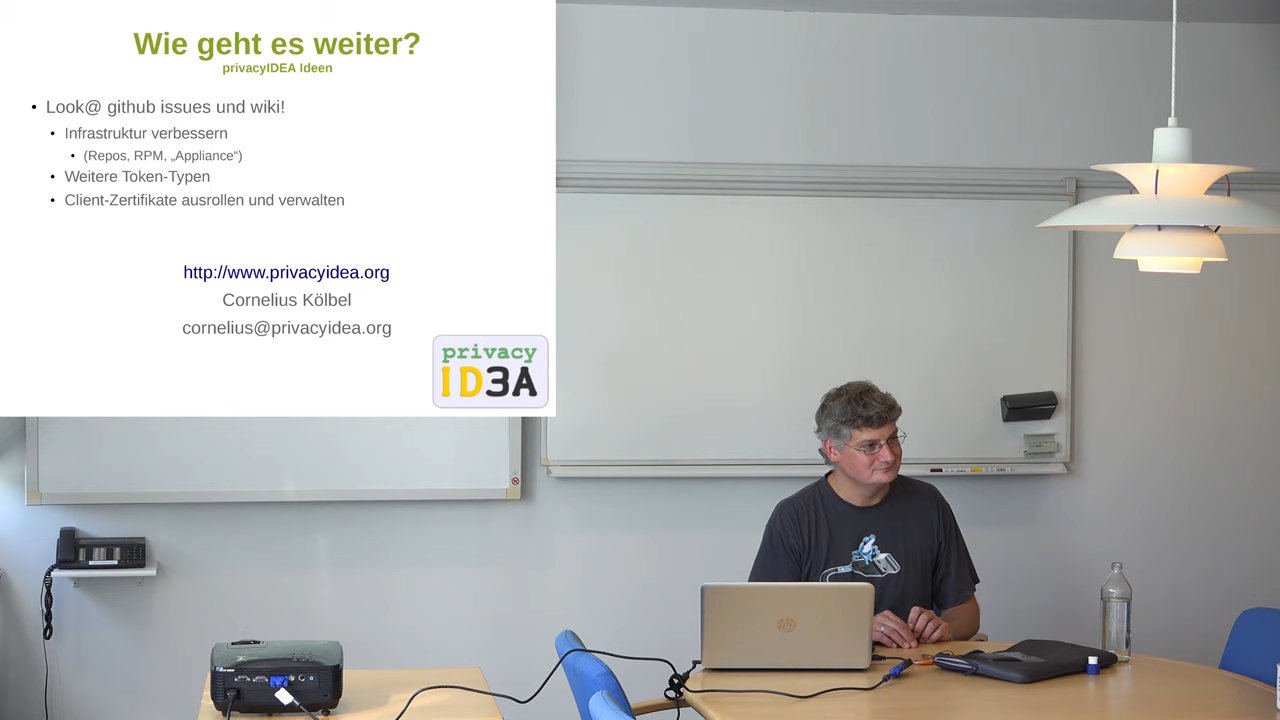 Wie geht es weiter?
privacyIDEA Ideen
Look@ github issues und wiki!
Infrastruktur verbessern
(Repos, RPM, „Appliance“)
Weitere Token-Typen
Client-Zertifikate ausrollen und verwalten
http://www.privacyidea.org
Cornelius Kölbel
cornelius@privacyidea.org
privacy
ID3A
hp